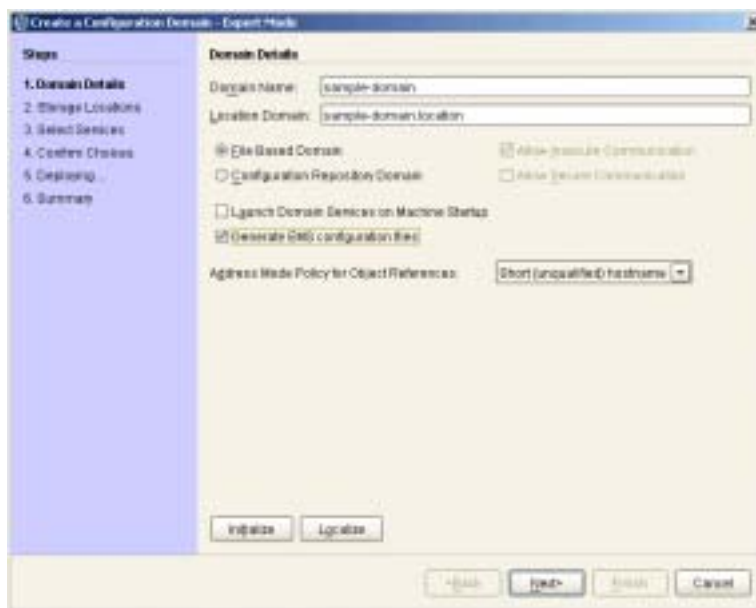 Create a Configuration Domain - Expert Mode
Steps
1. Domain Details
2. Storage Locations
3. Select Services
4. Confirm Choices
5. Deploying...
6. Summary
Domain Details
Domain Name: sample-domain
Location Domain: sample-domain.location
File Based Domain
Allow Insecure Communication
Configuration Repository Domain
Allow Secure Communication
Launch Domain Services on Machine Startup
Generate EMS configuration files
Address Mode Policy for Object References: Short (unqualified) hostname
Initialize Localize
<Back Next> Finish Cancel